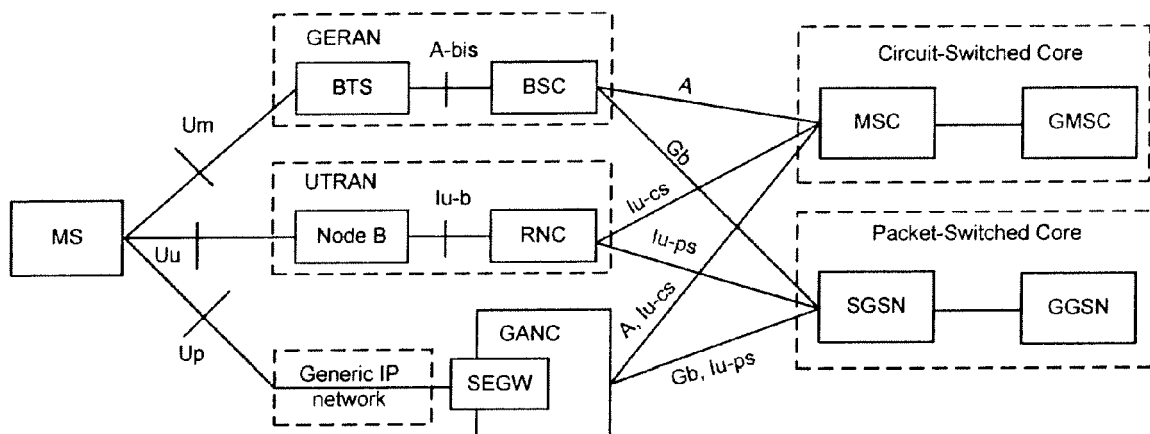 GERAN
A-bis
BTS
BSC
Um
A
Gb
Circuit-Switched Core
MSC
GMSC
UTRAN
Iu-b
Node B
RNC
MS
Uu
Iu-cs
Iu-ps
A, Iu-cs
Packet-Switched Core
SGSN
GGSN
Up
Generic IP
network
GANC
SEGW
Gb, Iu-ps